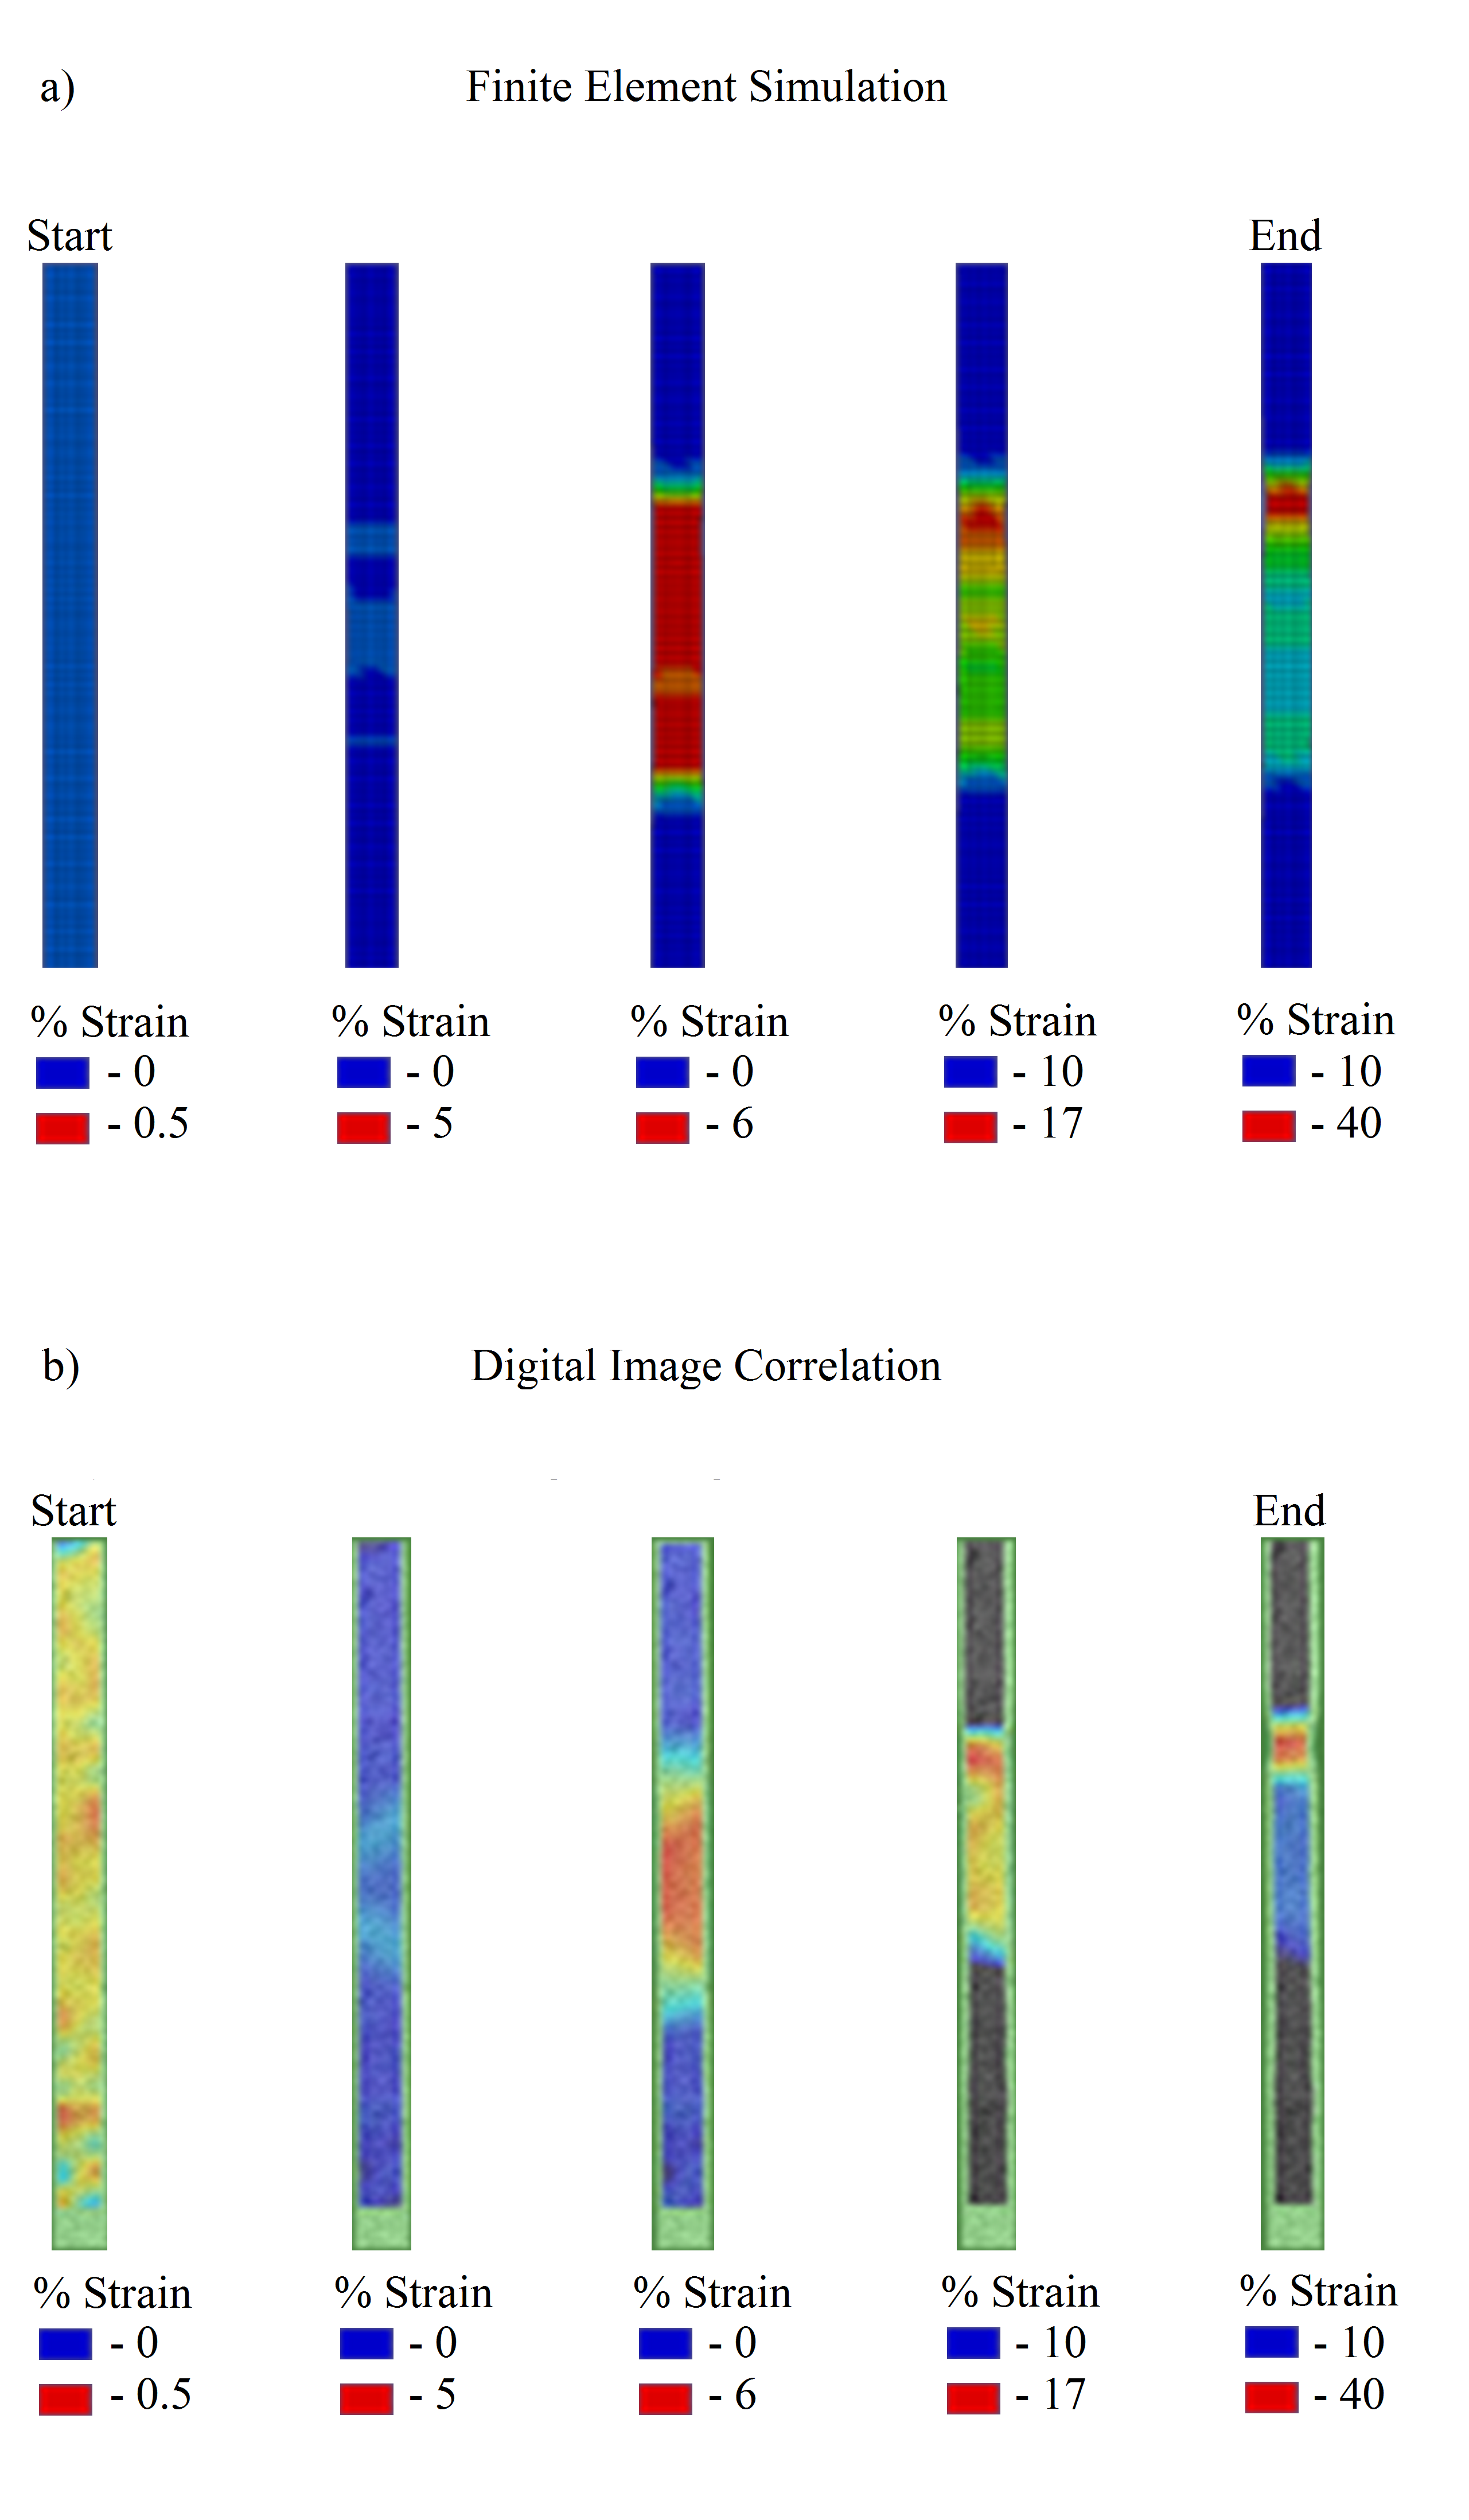 a) Finite Element Simulation
Start End
% Strain % Strain % Strain % Strain % Strain
- 0 - 0 - 0 - 10 - 10
- 0.5 - 5 - 6 - 17 - 40
b) Digital Image Correlation
Start End
% Strain % Strain % Strain % Strain % Strain
- 0 - 0 - 0 - 10 - 10
- 0.5 - 5 - 6 - 17 - 40